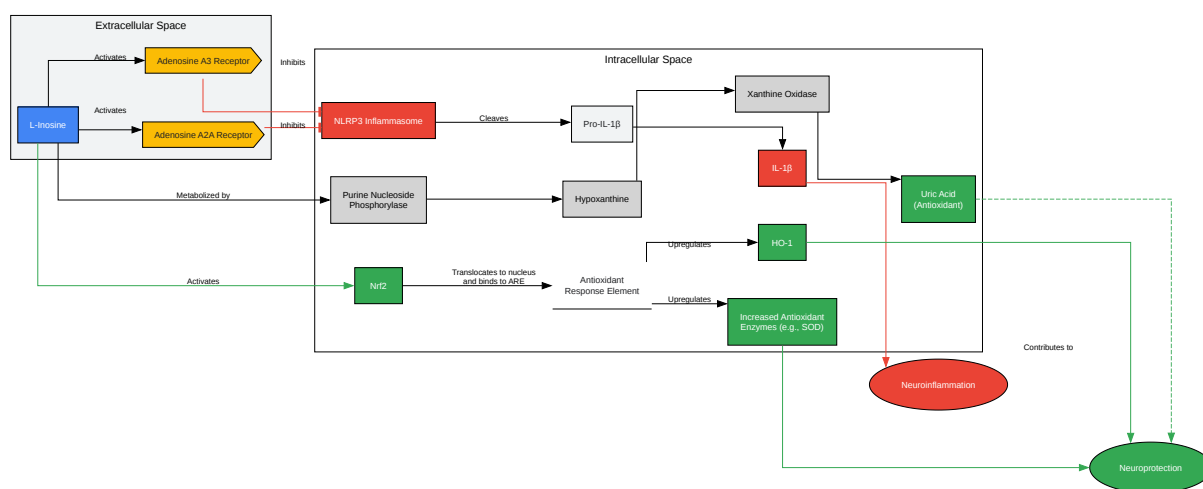 Extracellular Space
Activates
Adenosine A3 Receptor
Inhibits
L-Inosine
Activates
Adenosine A2A Receptor
Inhibits
Intracellular Space
NLRP3 Inflammasome
Cleaves
Pro-IL-1β
Xanthine Oxidase
IL-1β
Metabolized by
Purine Nucleoside
Phosphorylase
Hypoxanthine
Uric Acid
(Antioxidant)
Activates
Nrf2
Translocates to nucleus
and binds to ARE
Antioxidant
Response Element
Upregulates
HO-1
Upregulates
Increased Antioxidant
Enzymes (e.g., SOD)
Contributes to
Neuroinflammation
Neuroprotection